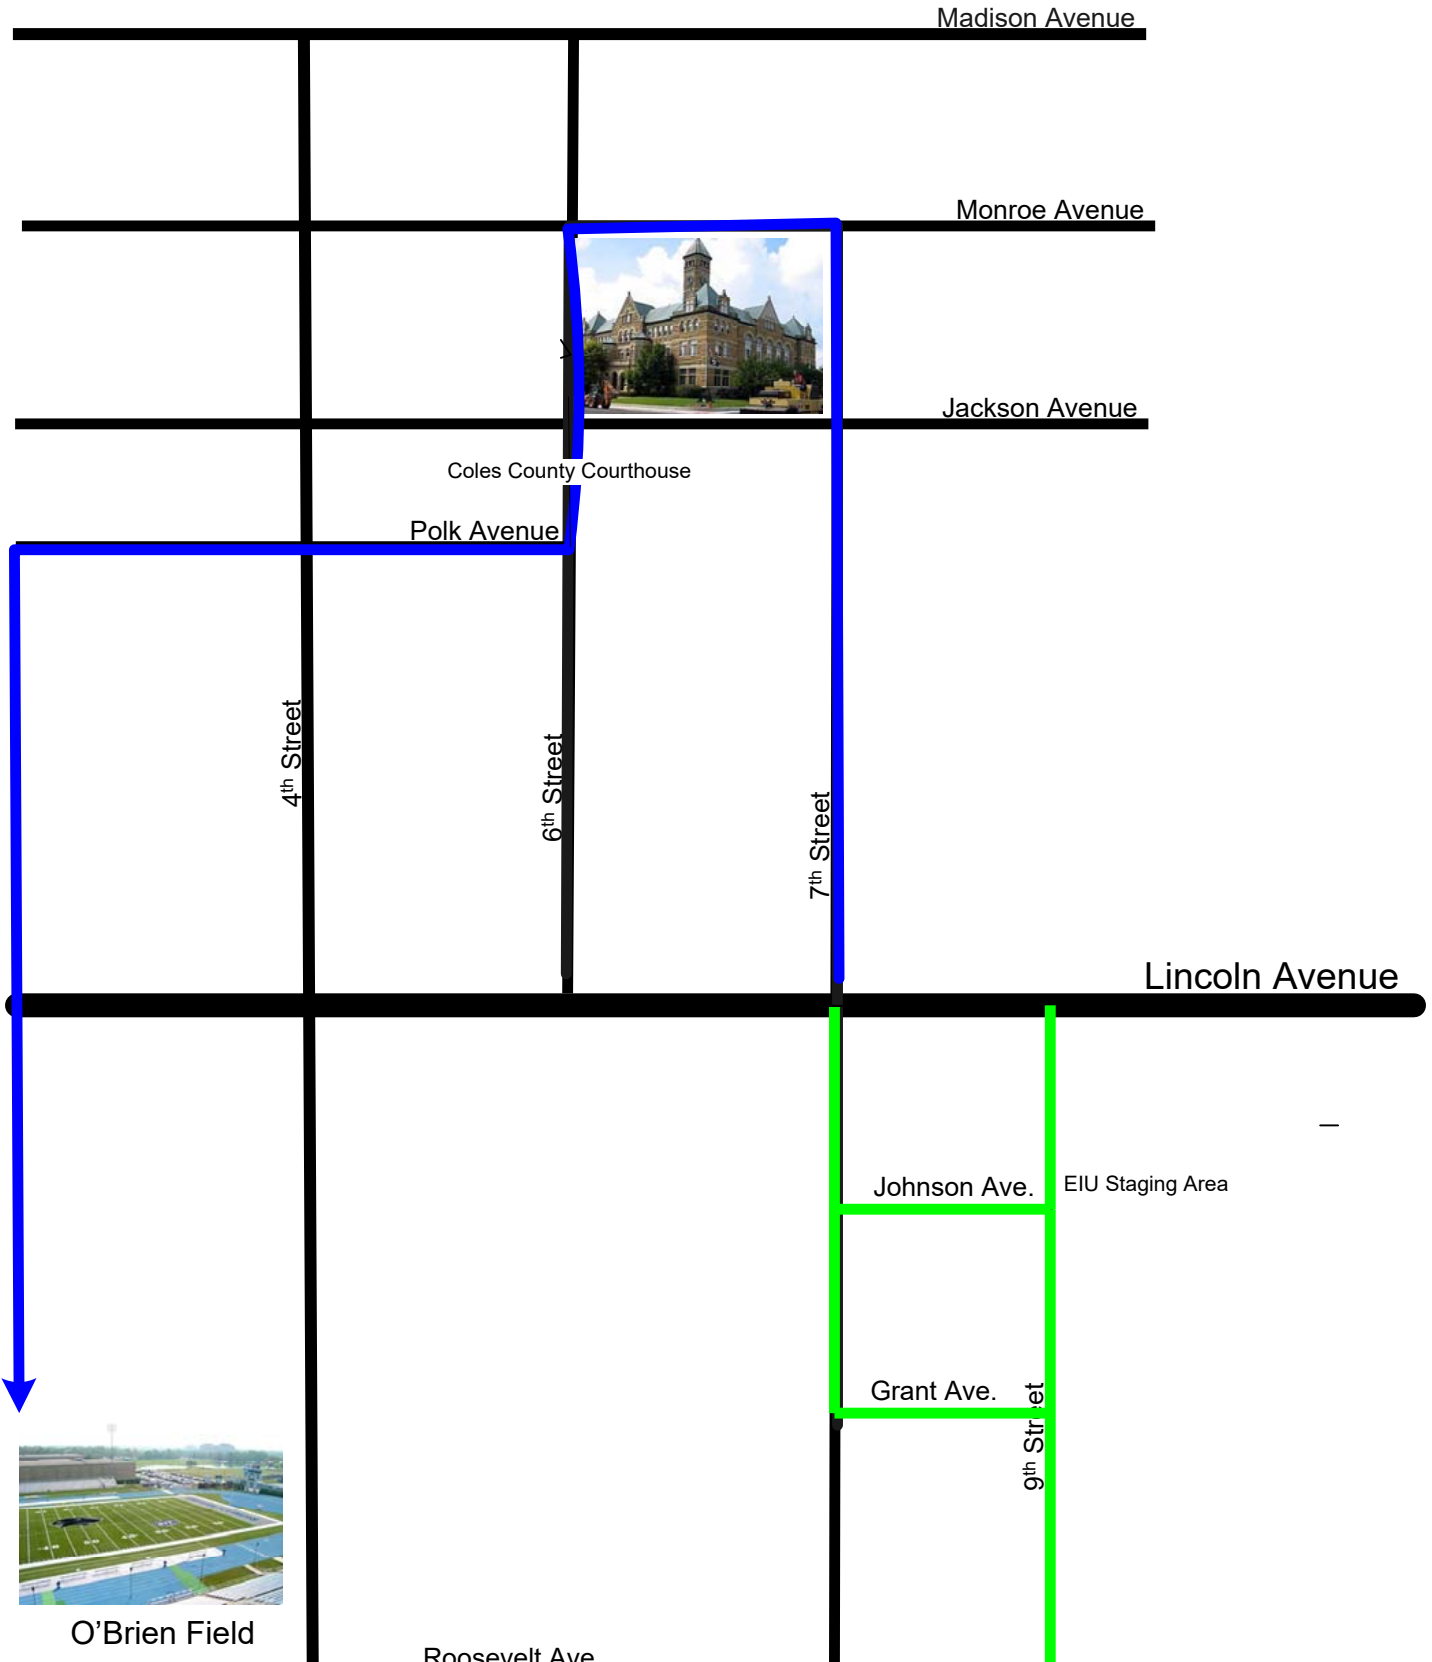 Madison Avenue
Monroe Avenue
Jackson Avenue
Coles County Courthouse
Polk Avenue
4th Street
6th Street
7th Street
Lincoln Avenue
Johnson Ave.
EIU Staging Area
Grant Ave.
9th Street
O’Brien Field
Roosevelt Ave